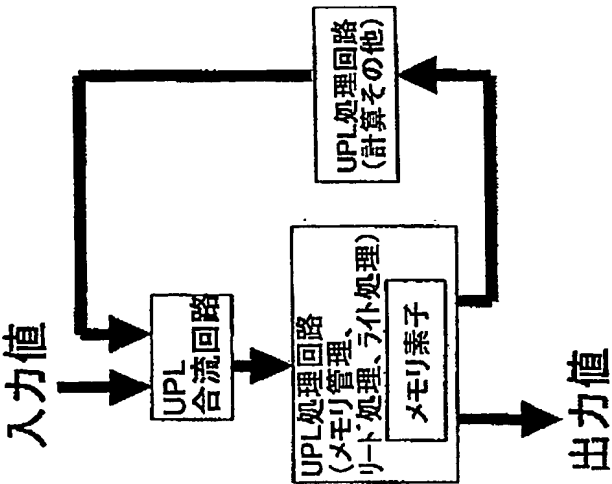 入力値
UPL
合流回路
UPL処理回路
(メモリ管理、
リード処理、ライト処理)
メモリ素子
UPL処理回路
(計算その他)
出力値